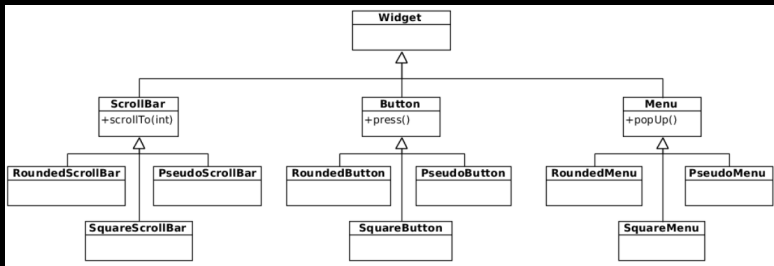 Widget
ScrollBar
+scrollTo(int)
Button
+press()
Menu
+popUp()
RoundedScrollBar
PseudoScrollBar
RoundedButton
PseudoButton
RoundedMenu
PseudoMenu
SquareScrollBar
SquareButton
SquareMenu